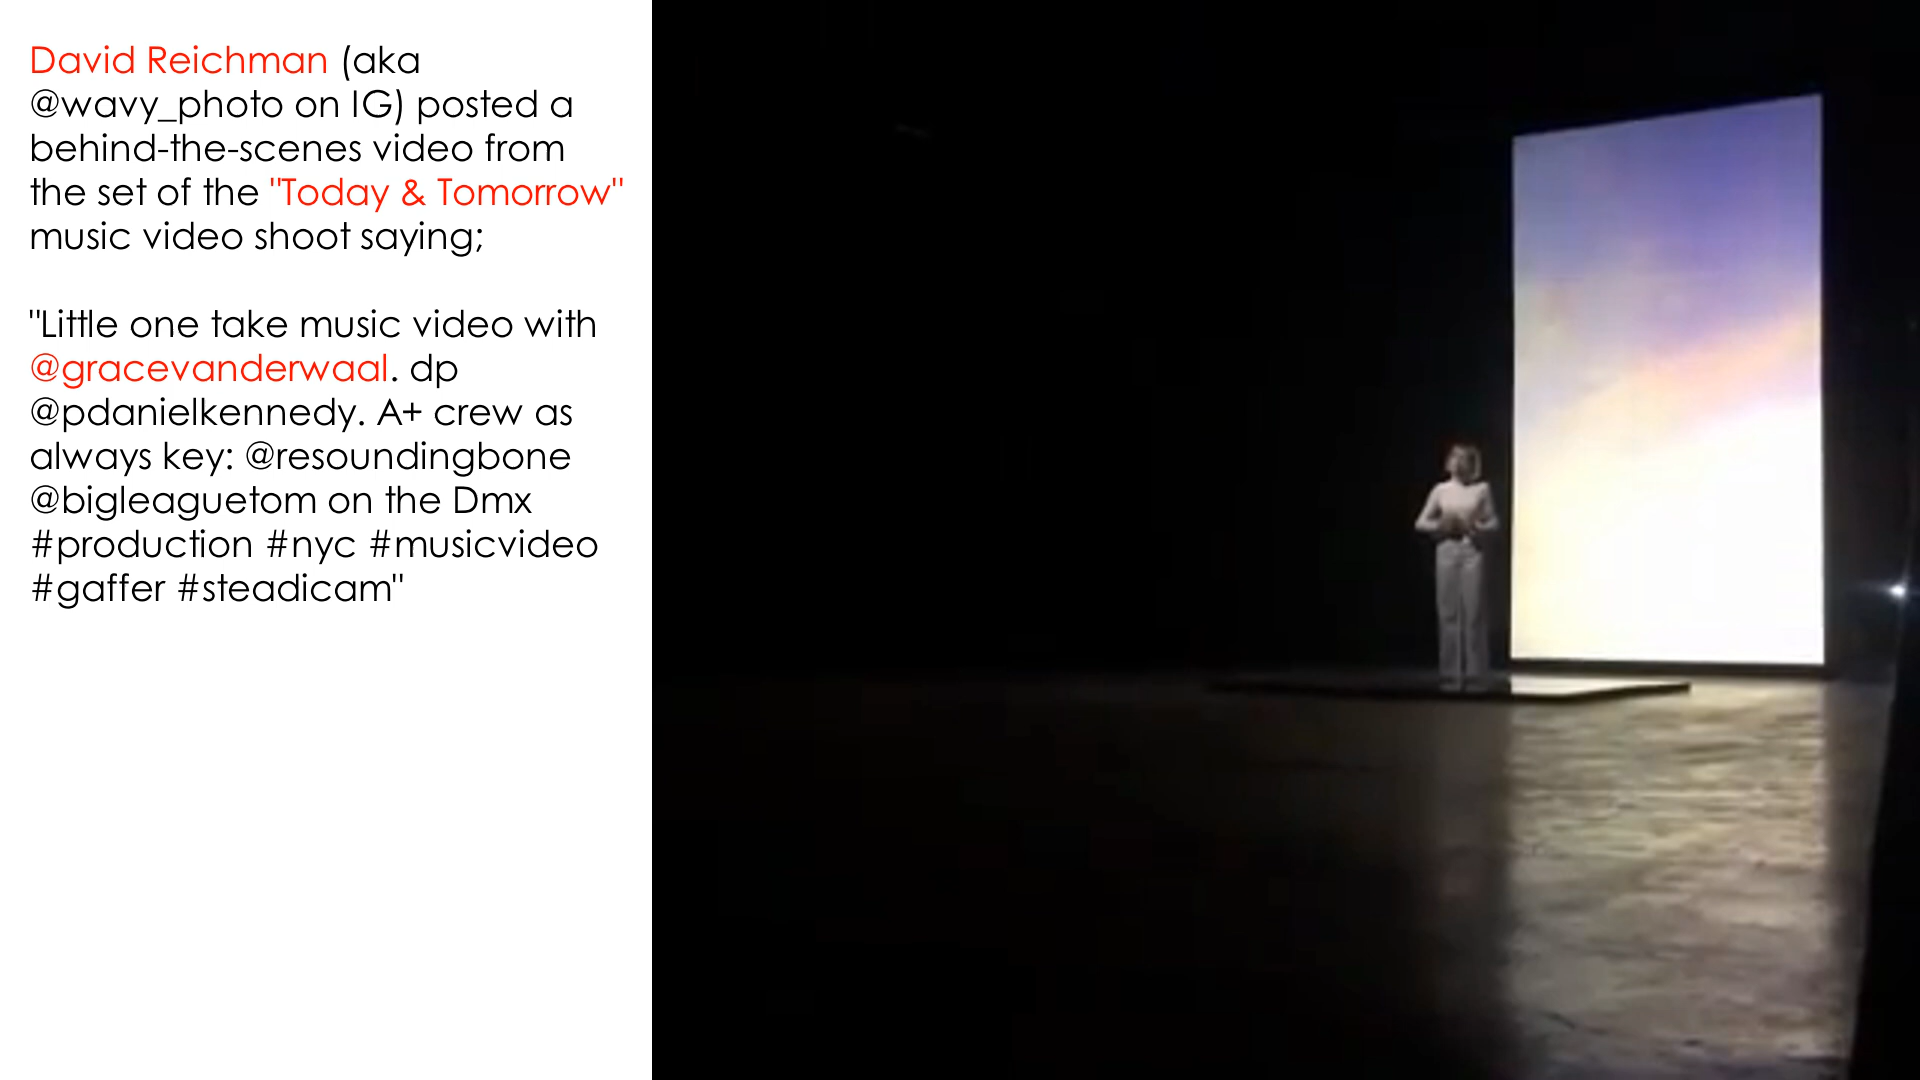 David Reichman (aka
@wavy_photo on IG) posted a
behind-the-scenes video from
the set of the "Today & Tomorrow"
music video shoot saying;
"Little one take music video with
@gracevanderwaal. dp
@pdanielkennedy. A+ crew as
always key: @resoundingbone
@bigleaguetom on the Dmx
#production #nyc #musicvideo
#gaffer #steadicam"